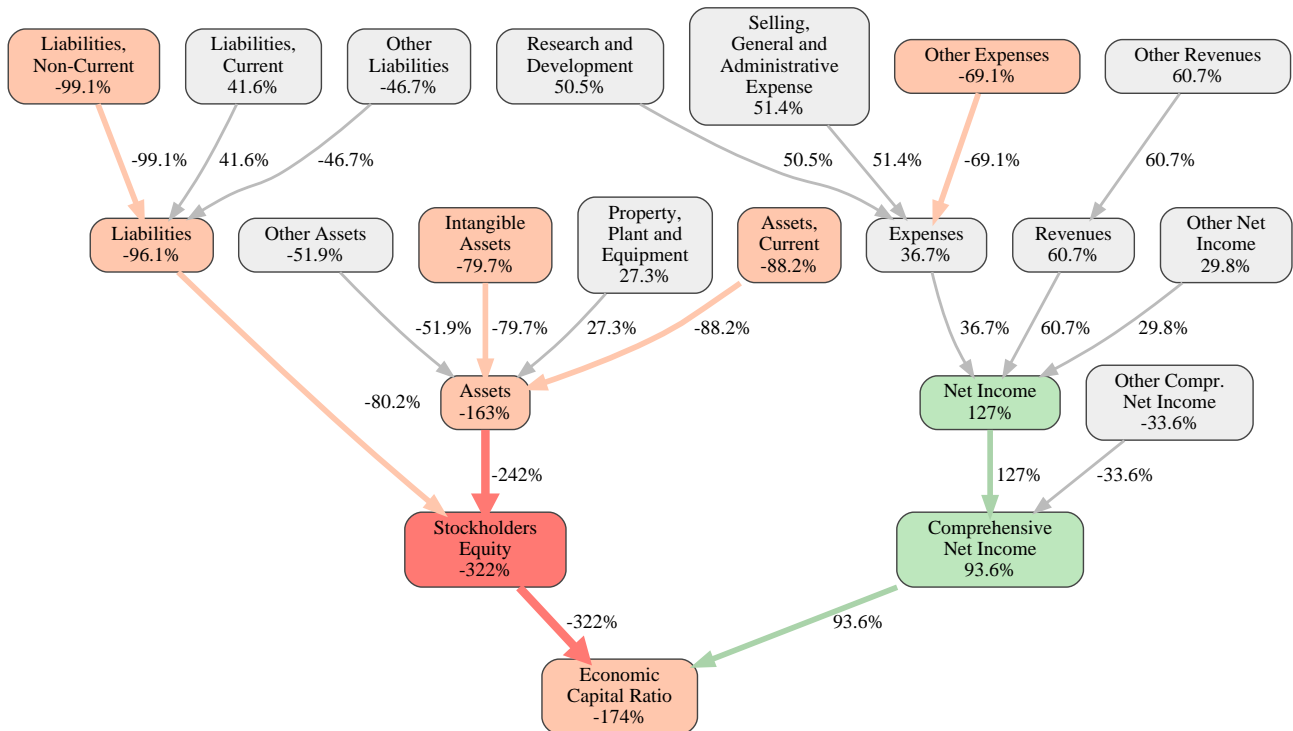 Liabilities,
Non-Current
-99.1%
Liabilities,
Current
41.6%
Other
Liabilities
-46.7%
Research and
Development
50.5%
Selling,
General and
Administrative
Expense
51.4%
Other Expenses
-69.1%
Other Revenues
60.7%
-99.1%
41.6%
-46.7%
50.5%
51.4%
-69.1%
60.7%
Liabilities
-96.1%
Other Assets
-51.9%
Intangible
Assets
-79.7%
Property,
Plant and
Equipment
27.3%
Assets,
Current
-88.2%
Expenses
36.7%
Revenues
60.7%
Other Net
Income
29.8%
-51.9%
-79.7%
27.3%
-88.2%
36.7%
60.7%
29.8%
-80.2%
Assets
-163%
Net Income
127%
Other Compr.
Net Income
-33.6%
-242%
127%
-33.6%
Stockholders
Equity
-322%
Comprehensive
Net Income
93.6%
-322%
93.6%
Economic
Capital Ratio
-174%